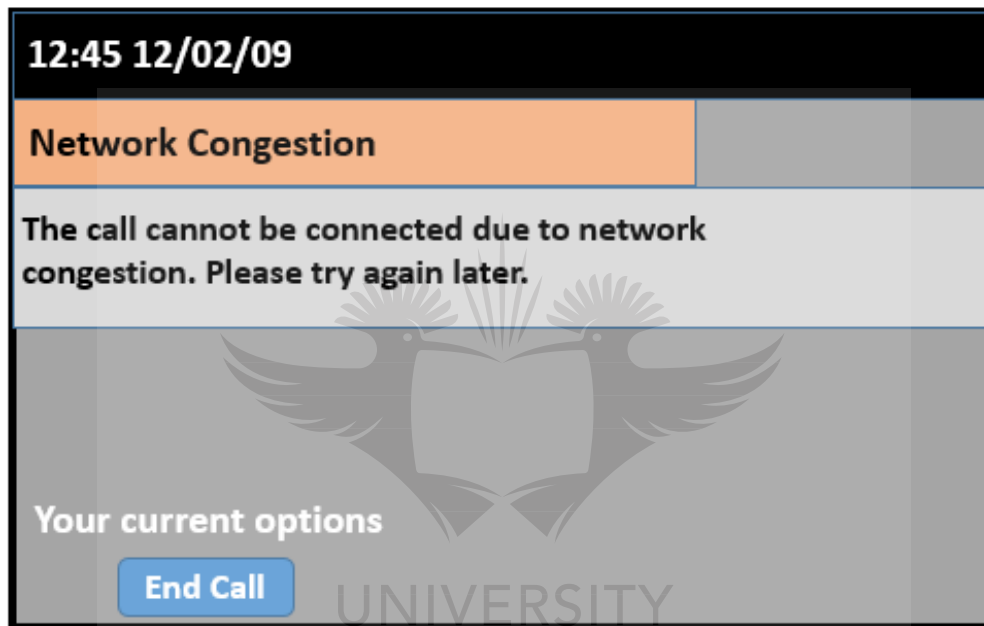 12:45 12/02/09
Network Congestion
The call cannot be connected due to network
congestion. Please try again later.
Your current options
End Call
UNIVERSITY